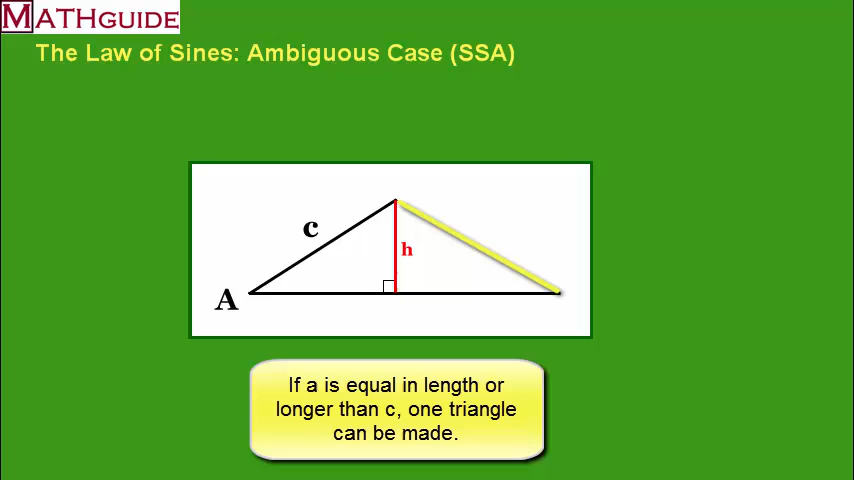 MATHGUIDE
The Law of Sines: Ambiguous Case (SSA)
c
h
A
If a is equal in length or
longer than c, one triangle
can be made.